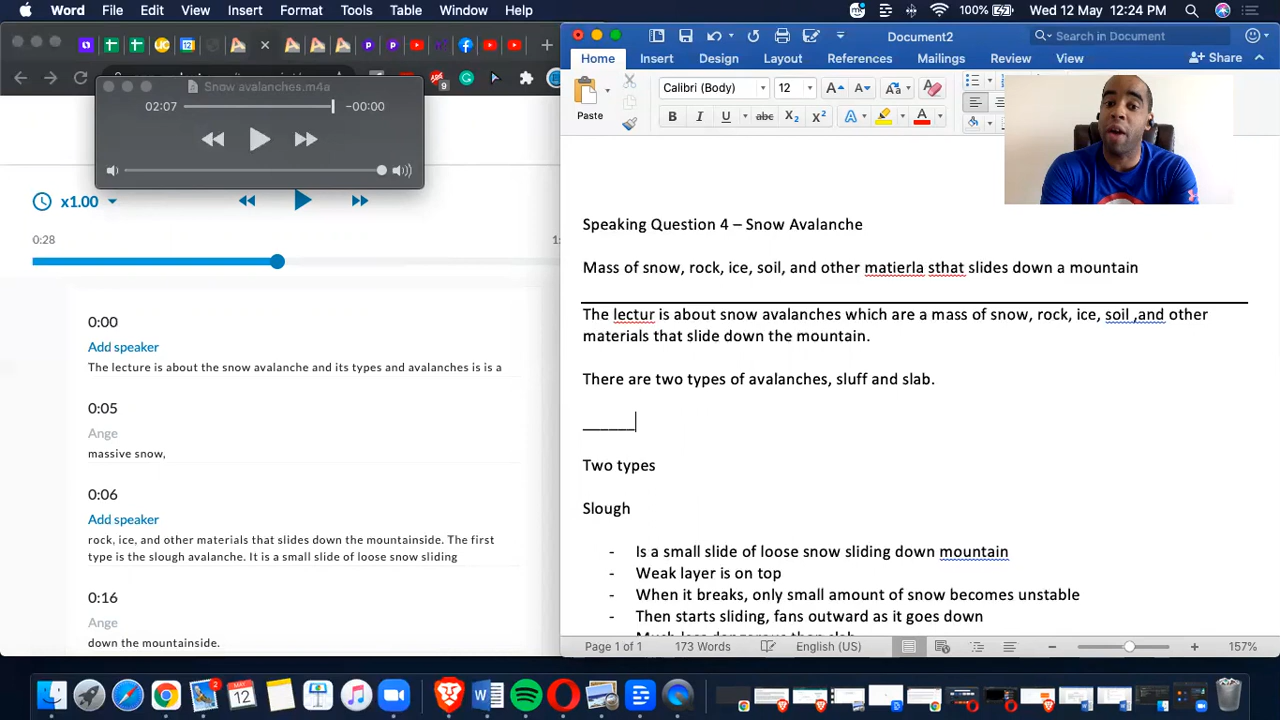 Word File Edit View Insert Format Tools Table Window Help 100% Wed 12 May 12:24 PM
Document2
Search in Document
Home Insert Design Layout References Mailings Review View Share
Snow avalanches.m4a
02:07 -00:00
Paste
Calibri (Body) 12
B I U abc X₂ X² A A
x1.00
0:28
0:00
Add speaker
The lecture is about the snow avalanche and its types and avalanches is is a
0:05
Ange
massive snow,
0:06
Add speaker
rock, ice, and other materials that slides down the mountainside. The first
type is the slough avalanche. It is a small slide of loose snow sliding
0:16
Ange
down the mountainside.
Speaking Question 4 – Snow Avalanche
Mass of snow, rock, ice, soil, and other matierla sthat slides down a mountain
The lectur is about snow avalanches which are a mass of snow, rock, ice, soil ,and other
materials that slide down the mountain.
There are two types of avalanches, sluff and slab.
______
Two types
Slough
- Is a small slide of loose snow sliding down mountain
- Weak layer is on top
- When it breaks, only small amount of snow becomes unstable
- Then starts sliding, fans outward as it goes down
- Much less dangerous than slab
Page 1 of 1 173 Words English (US) 157%